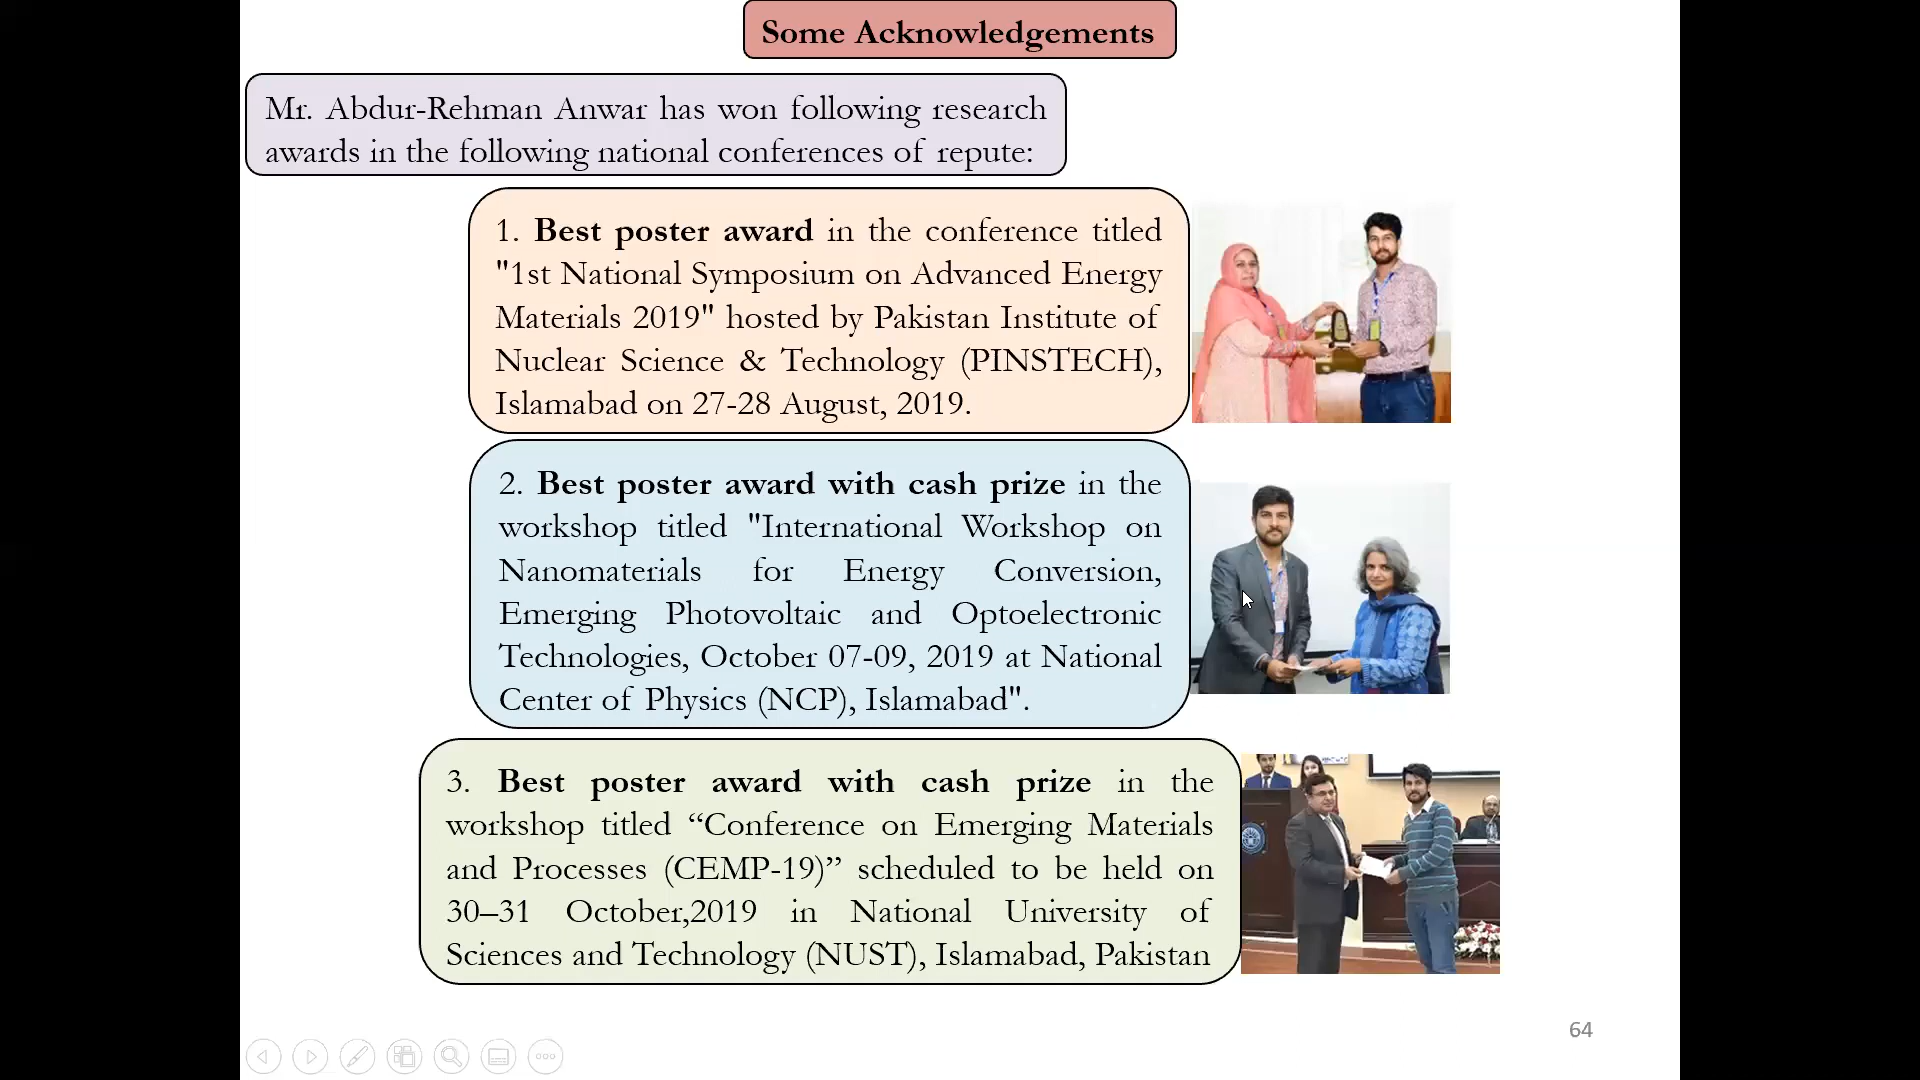 Some Acknowledgements
Mr. Abdur-Rehman Anwar has won following research
awards in the following national conferences of repute:
1. Best poster award in the conference titled
"1st National Symposium on Advanced Energy
Materials 2019" hosted by Pakistan Institute of
Nuclear Science & Technology (PINSTECH),
Islamabad on 27-28 August, 2019.
2. Best poster award with cash prize in the
workshop titled "International Workshop on
Nanomaterials for Energy Conversion,
Emerging Photovoltaic and Optoelectronic
Technologies, October 07-09, 2019 at National
Center of Physics (NCP), Islamabad".
3. Best poster award with cash prize in the
workshop titled “Conference on Emerging Materials
and Processes (CEMP-19)” scheduled to be held on
30–31 October,2019 in National University of
Sciences and Technology (NUST), Islamabad, Pakistan
64